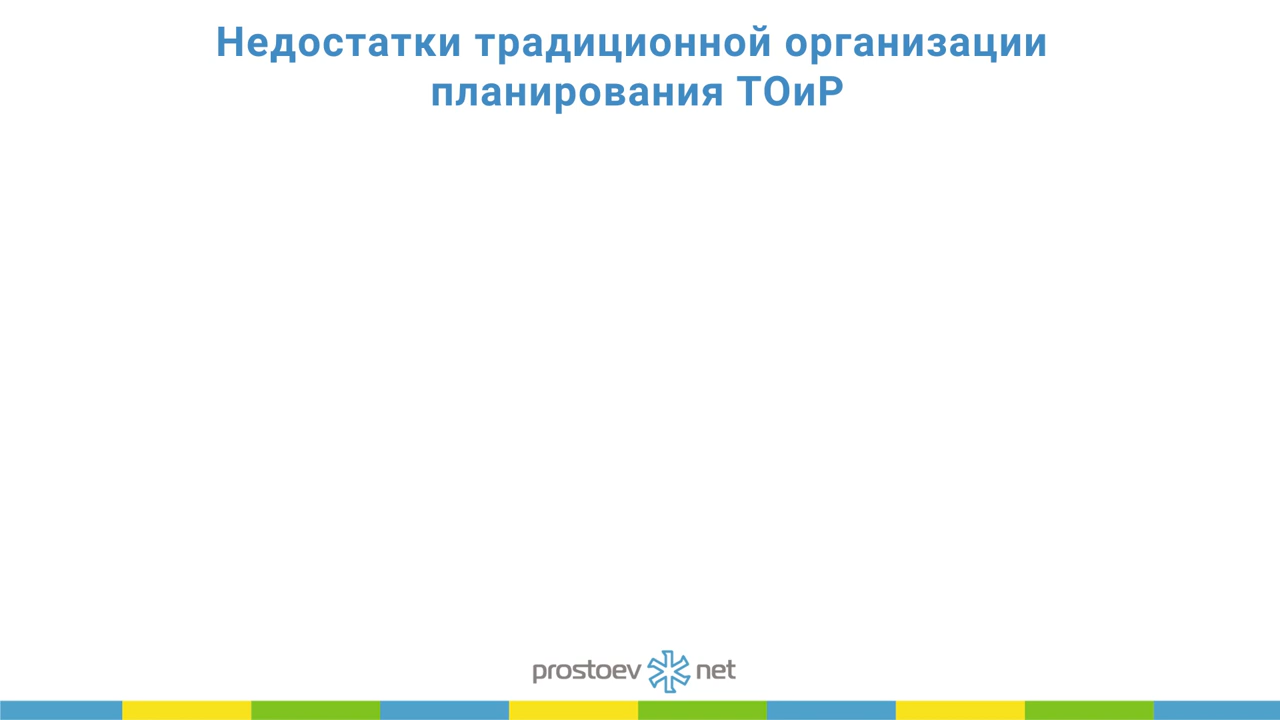 Недостатки традиционной организации
планирования ТОиР
prostoev net